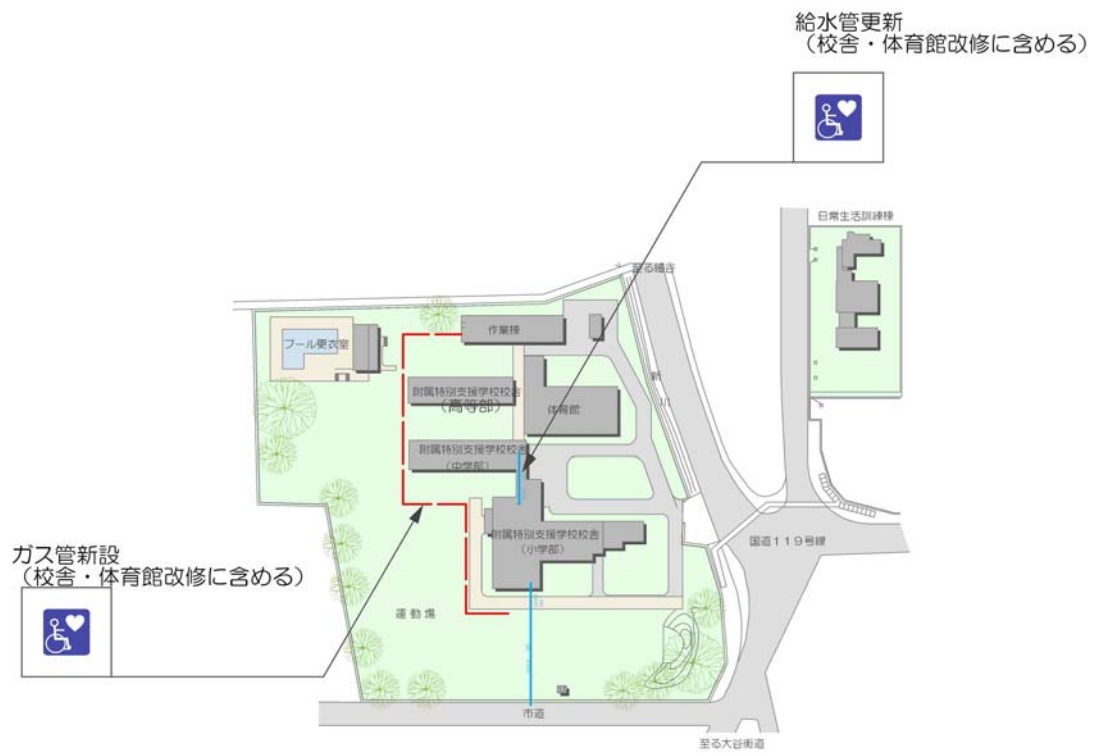 給水管更新
（校舎・体育館改修に含める）
日常生活訓練棟
作業棟
プール更衣室
附属特別支援学校校舎
（高等部）
体育館
新
川
附属特別支援学校校舎
（中学部）
附属特別支援学校校舎
（小学部）
国道１１９号線
ガス管新設
（校舎・体育館改修に含める）
運動場
市道
至る大谷街道